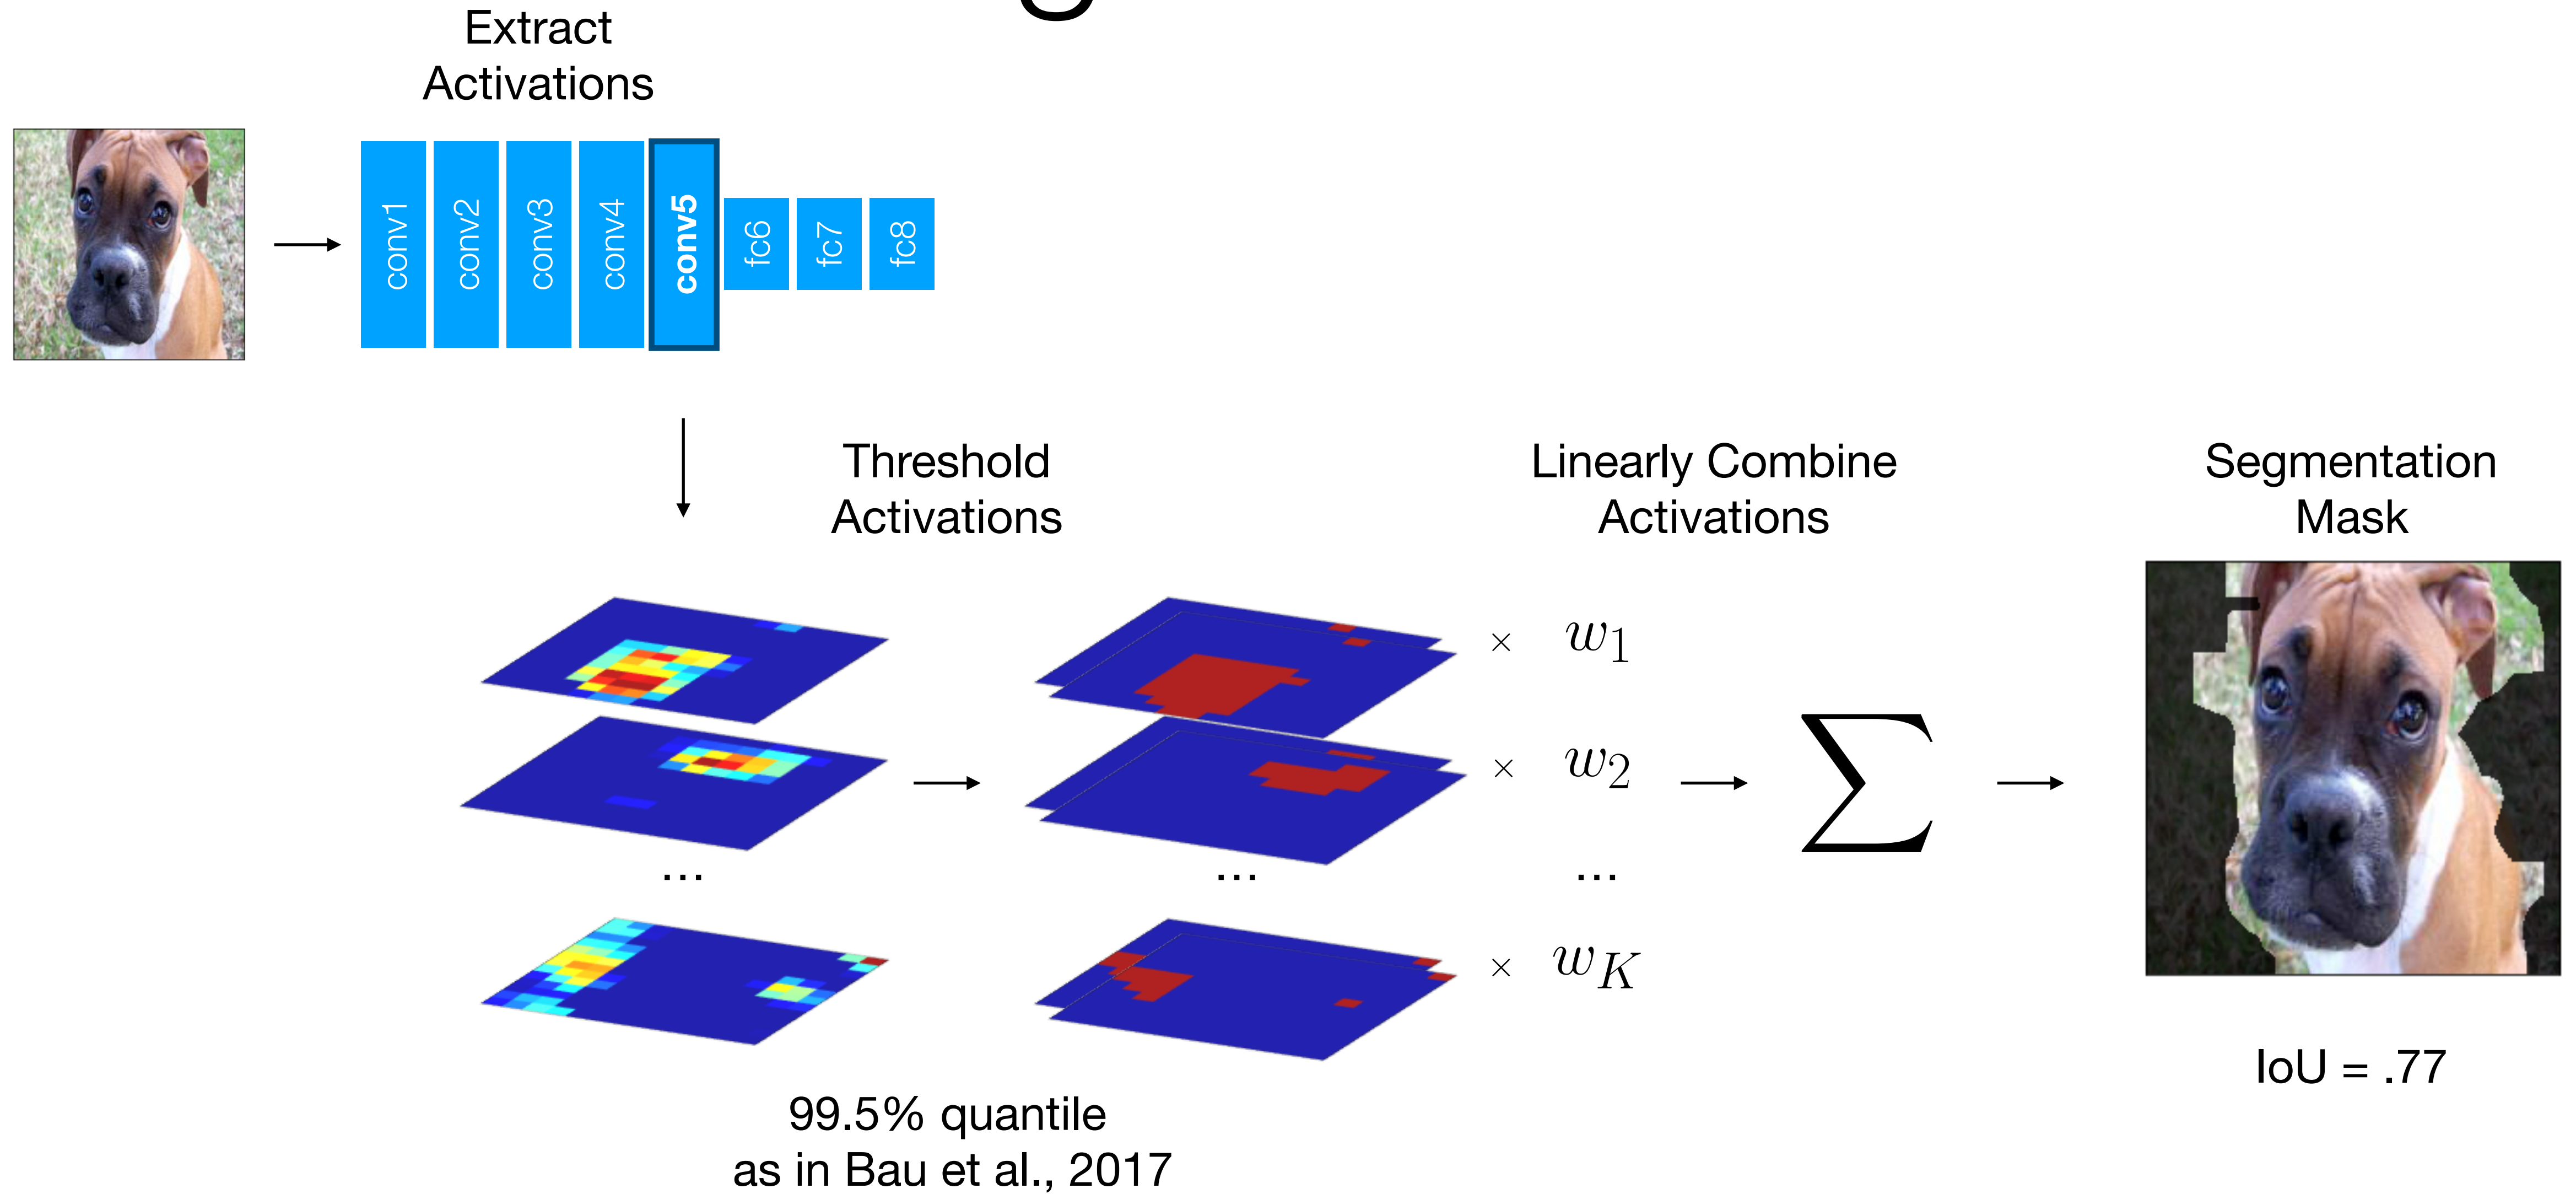 Extract
Activations
conv1
conv2
conv3
conv4
conv5
fc6
fc7
fc8
Threshold
Activations
Linearly Combine
Activations
Segmentation
Mask
× w1
× w2
∑
... ... ...
× wK
IoU = .77
99.5% quantile
as in Bau et al., 2017